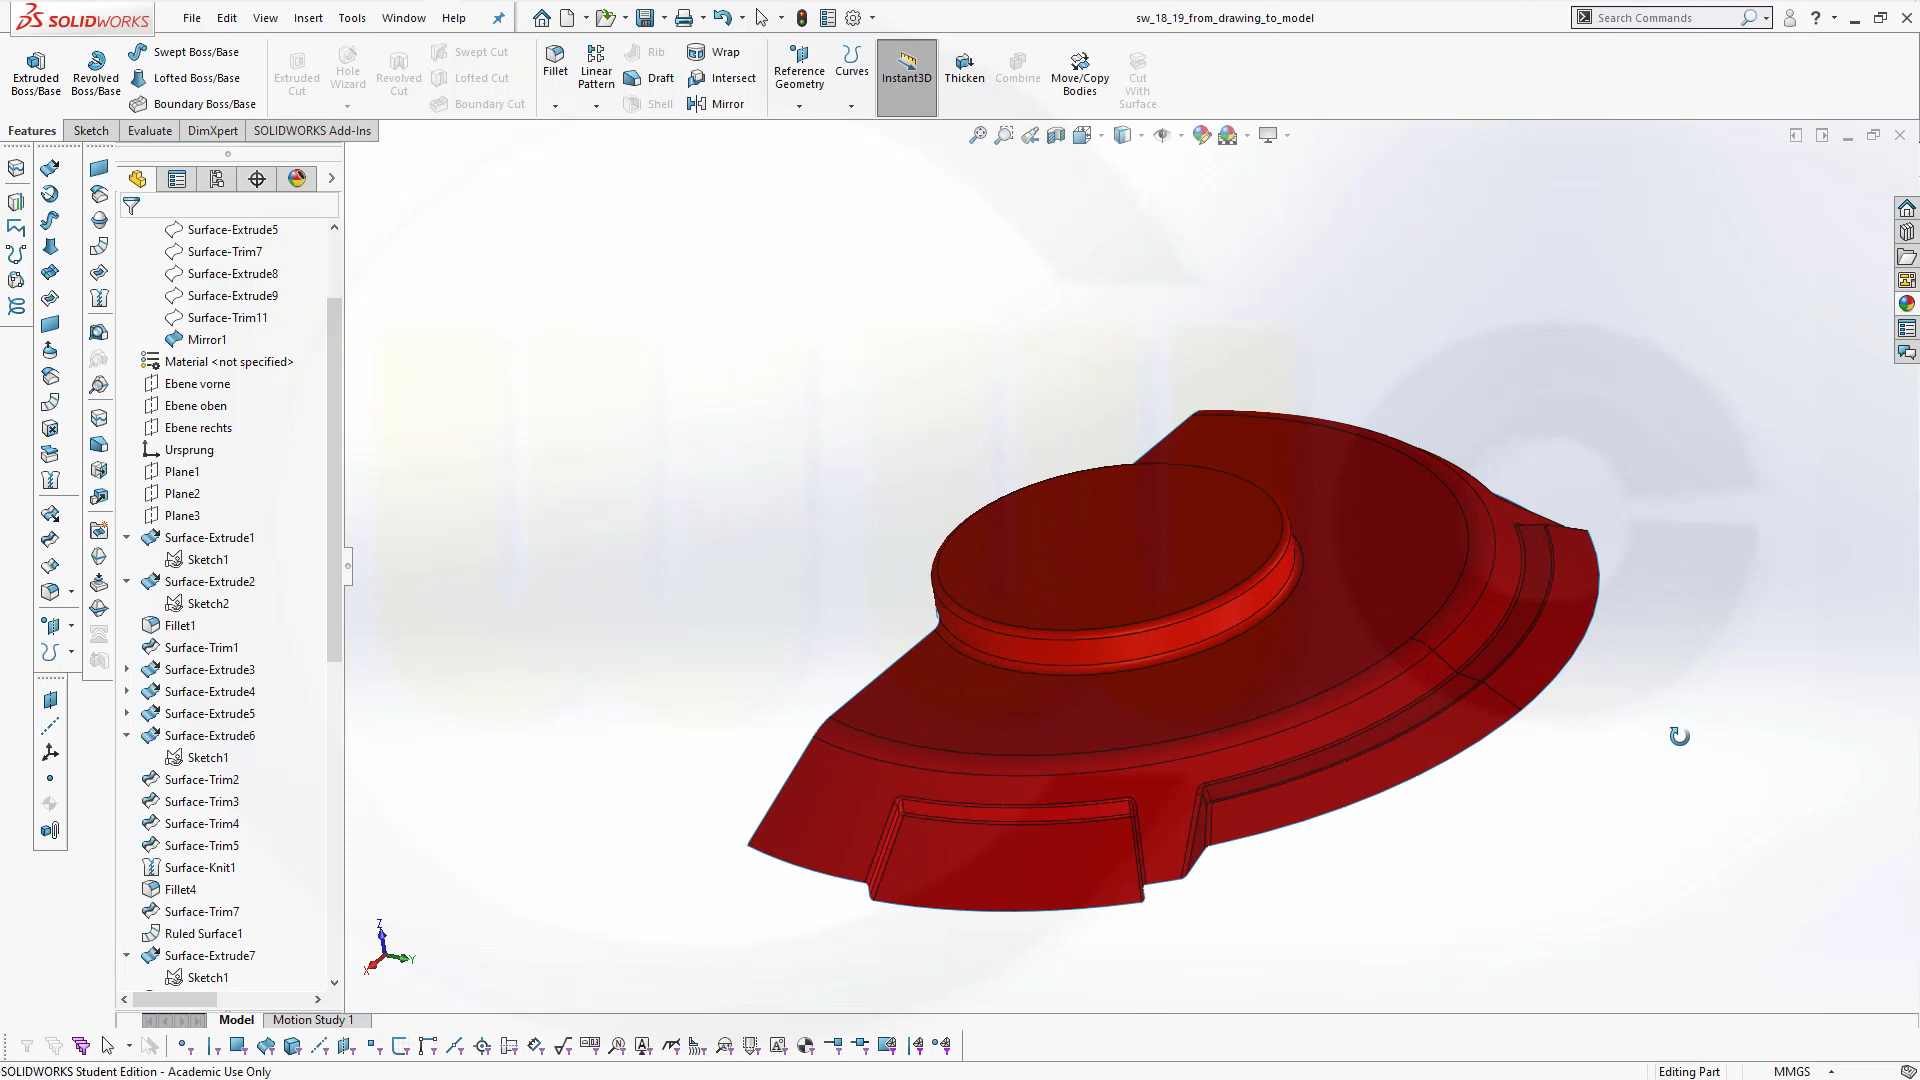 SOLIDWORKS
File Edit View Insert Tools Window Help
sw_18_19_from_drawing_to_model
Search Commands
Extruded Boss/Base
Revolved Boss/Base
Swept Boss/Base
Lofted Boss/Base
Boundary Boss/Base
Extruded Cut
Hole Wizard
Revolved Cut
Swept Cut
Lofted Cut
Boundary Cut
Fillet
Linear Pattern
Rib
Draft
Shell
Wrap
Intersect
Mirror
Reference Geometry
Curves
Instant3D
Thicken
Combine
Move/Copy Bodies
Cut With Surface
Features Sketch Evaluate DimXpert SOLIDWORKS Add-Ins
Surface-Extrude5
Surface-Trim7
Surface-Extrude8
Surface-Extrude9
Surface-Trim11
Mirror1
Material <not specified>
Ebene vorne
Ebene oben
Ebene rechts
Ursprung
Plane1
Plane2
Plane3
Surface-Extrude1
Sketch1
Surface-Extrude2
Sketch2
Fillet1
Surface-Trim1
Surface-Extrude3
Surface-Extrude4
Surface-Extrude5
Surface-Extrude6
Sketch1
Surface-Trim2
Surface-Trim3
Surface-Trim4
Surface-Trim5
Surface-Knit1
Fillet4
Surface-Trim7
Ruled Surface1
Surface-Extrude7
Sketch1
Z
X
Y
Model Motion Study 1
SOLIDWORKS Student Edition - Academic Use Only
Editing Part
MMGS